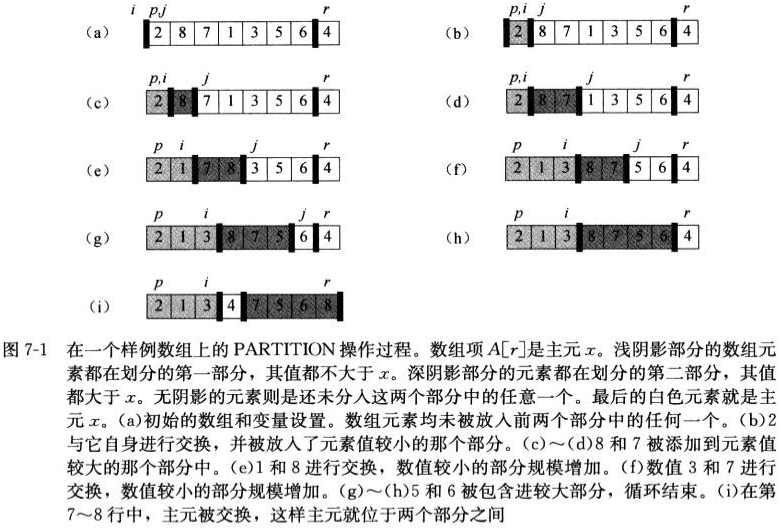 i p,j r p,i j r
(a) 2 8 7 1 3 5 6 4 (b) 2 8 7 1 3 5 6 4
p,i j r p,i j r
(c) 2 8 7 1 3 5 6 4 (d) 2 8 7 1 3 5 6 4
p i j r p i j r
(e) 2 1 7 8 3 5 6 4 (f) 2 1 3 8 7 5 6 4
p i j r p i r
(g) 2 1 3 8 7 5 6 4 (h) 2 1 3 8 7 5 6 4
p i r
(i) 2 1 3 4 7 5 6 8
图 7-1 在一个样例数组上的 PARTITION 操作过程。数组项 A[r]是主元 x。浅阴影部分的数组元
素都在划分的第一部分，其值都不大于 x。深阴影部分的元素都在划分的第二部分，其值
都大于 x。无阴影的元素则是还未分入这两个部分中的任意一个。最后的白色元素就是主
元 x。(a)初始的数组和变量设置。数组元素均未被放入前两个部分中的任何一个。(b)2
与它自身进行交换，并被放入了元素值较小的那个部分。(c)～(d)8 和 7 被添加到元素值
较大的那个部分中。(e)1 和 8 进行交换，数值较小的部分规模增加。(f)数值 3 和 7 进行
交换，数值较小的部分规模增加。(g)～(h)5 和 6 被包含进较大部分，循环结束。(i)在第
7～8 行中，主元被交换，这样主元就位于两个部分之间